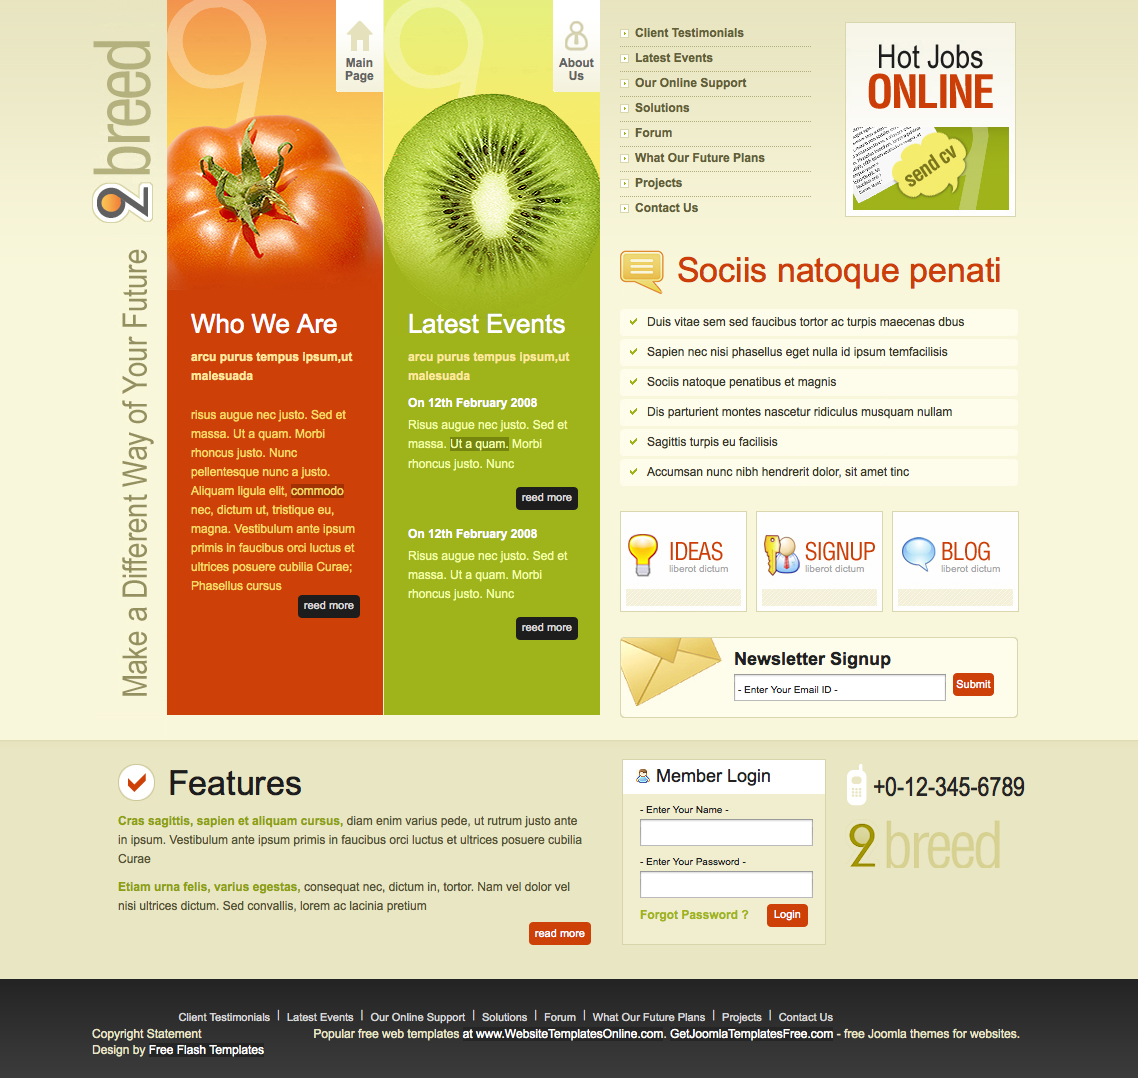 2breed
Make a Different Way of Your Future
Main
Page
About
Us
Who We Are
arcu purus tempus ipsum,ut
malesuada
risus augue nec justo. Sed et
massa. Ut a quam. Morbi
rhoncus justo. Nunc
pellentesque nunc a justo.
Aliquam ligula elit, commodo
nec, dictum ut, tristique eu,
magna. Vestibulum ante ipsum
primis in faucibus orci luctus et
ultrices posuere cubilia Curae;
Phasellus cursus
reed more
Latest Events
arcu purus tempus ipsum,ut
malesuada
On 12th February 2008
Risus augue nec justo. Sed et
massa. Ut a quam. Morbi
rhoncus justo. Nunc
reed more
On 12th February 2008
Risus augue nec justo. Sed et
massa. Ut a quam. Morbi
rhoncus justo. Nunc
reed more
Client Testimonials
Latest Events
Our Online Support
Solutions
Forum
What Our Future Plans
Projects
Contact Us
Hot Jobs
ONLINE
send cv
Sociis natoque penati
Duis vitae sem sed faucibus tortor ac turpis maecenas dbus
Sapien nec nisi phasellus eget nulla id ipsum temfacilisis
Sociis natoque penatibus et magnis
Dis parturient montes nascetur ridiculus musquam nullam
Sagittis turpis eu facilisis
Accumsan nunc nibh hendrerit dolor, sit amet tinc
IDEAS
liberot dictum
SIGNUP
liberot dictum
BLOG
liberot dictum
Newsletter Signup
- Enter Your Email ID -
Submit
Features
Cras sagittis, sapien et aliquam cursus, diam enim varius pede, ut rutrum justo ante
in ipsum. Vestibulum ante ipsum primis in faucibus orci luctus et ultrices posuere cubilia
Curae
Etiam urna felis, varius egestas, consequat nec, dictum in, tortor. Nam vel dolor vel
nisi ultrices dictum. Sed convallis, lorem ac lacinia pretium
read more
Member Login
- Enter Your Name -
- Enter Your Password -
Forgot Password ?
Login
+0-12-345-6789
2breed
Client Testimonials | Latest Events | Our Online Support | Solutions | Forum | What Our Future Plans | Projects | Contact Us
Copyright Statement
Popular free web templates at www.WebsiteTemplatesOnline.com. GetJoomlaTemplatesFree.com - free Joomla themes for websites.
Design by Free Flash Templates